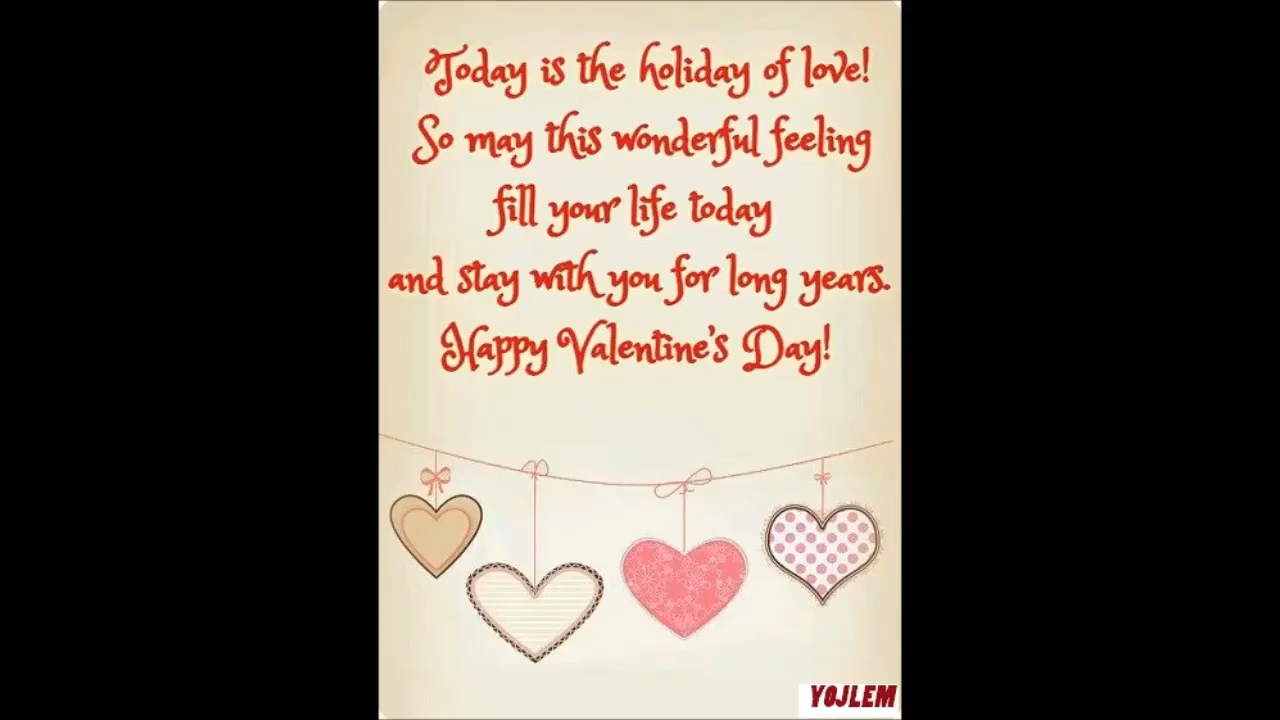 Today is the holiday of love!
So may this wonderful feeling
fill your life today
and stay with you for long years.
Happy Valentine's Day!
YOJLEM